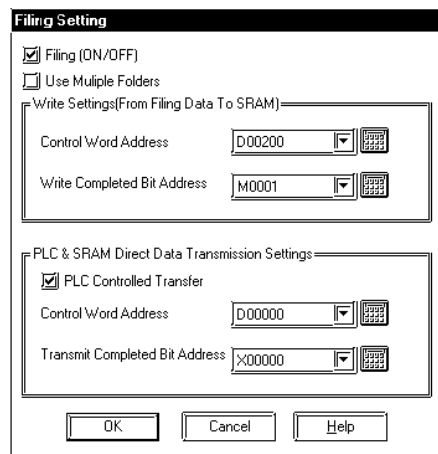 Filing Setting
Filing (ON/OFF)
Use Muliple Folders
Write Settings(From Filing Data To SRAM)
Control Word Address D00200
Write Completed Bit Address M0001
PLC & SRAM Direct Data Transmission Settings
PLC Controlled Transfer
Control Word Address D00000
Transmit Completed Bit Address X00000
OK Cancel Help